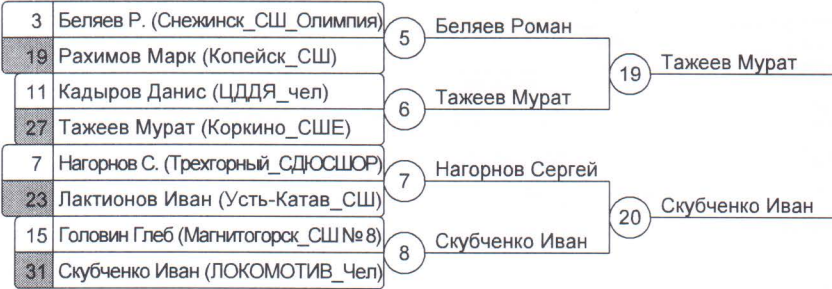 3 Беляев Р. (Снежинск_СШ_Олимпия)
19 Рахимов Марк (Копейск_СШ)
5 Беляев Роман
11 Кадыров Данис (ЦДДЯ_чел)
27 Тажеев Мурат (Коркино_СШЕ)
6 Тажеев Мурат
19 Тажеев Мурат
7 Нагорнов С. (Трехгорный_СДЮСШОР)
23 Лактионов Иван (Усть-Катав_СШ)
7 Нагорнов Сергей
15 Головин Глеб (Магнитогорск_СШ№8)
31 Скубченко Иван (ЛОКОМОТИВ_Чел)
8 Скубченко Иван
20 Скубченко Иван